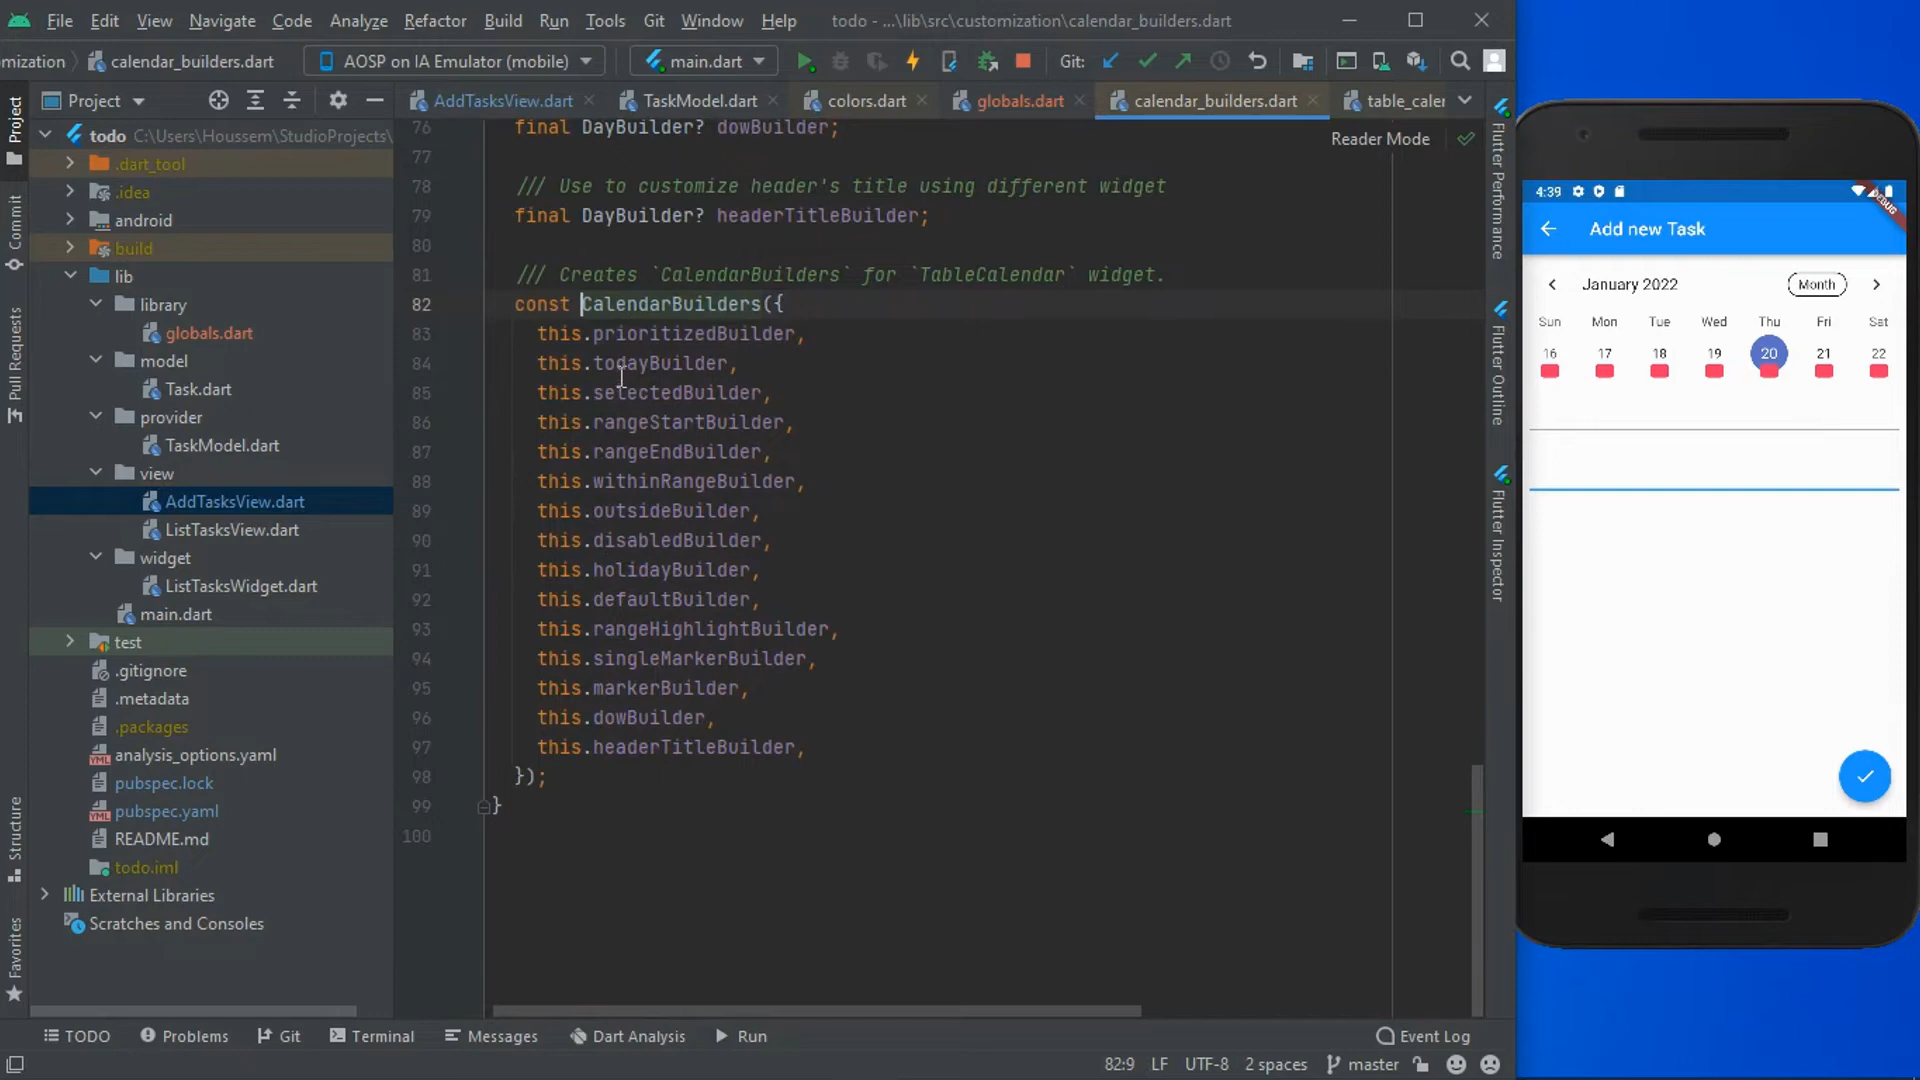 File Edit View Navigate Code Analyze Refactor Build Run Tools Git Window Help todo - ...\lib\src\customization\calendar_builders.dart
mization calendar_builders.dart AOSP on IA Emulator (mobile) main.dart Git:
Project AddTasksView.dart TaskModel.dart colors.dart globals.dart calendar_builders.dart table_caler
Reader Mode
Project
Commit
Pull Requests
Structure
Favorites
todo C:\Users\Houssem\StudioProjects\
.dart_tool
.idea
android
build
lib
library
globals.dart
model
Task.dart
provider
TaskModel.dart
view
AddTasksView.dart
ListTasksView.dart
widget
ListTasksWidget.dart
main.dart
test
.gitignore
.metadata
.packages
analysis_options.yaml
pubspec.lock
pubspec.yaml
README.md
todo.iml
External Libraries
Scratches and Consoles
76 final DayBuilder? dowBuilder;
77
78 /// Use to customize header's title using different widget
79 final DayBuilder? headerTitleBuilder;
80
81 /// Creates `CalendarBuilders` for `TableCalendar` widget.
82 const CalendarBuilders({
83 this.prioritizedBuilder,
84 this.todayBuilder,
85 this.selectedBuilder,
86 this.rangeStartBuilder,
87 this.rangeEndBuilder,
88 this.withinRangeBuilder,
89 this.outsideBuilder,
90 this.disabledBuilder,
91 this.holidayBuilder,
92 this.defaultBuilder,
93 this.rangeHighlightBuilder,
94 this.singleMarkerBuilder,
95 this.markerBuilder,
96 this.dowBuilder,
97 this.headerTitleBuilder,
98 });
99 }
100
Flutter Performance
Flutter Outline
Flutter Inspector
4:39
DEBUG
Add new Task
January 2022 Month
Sun Mon Tue Wed Thu Fri Sat
16 17 18 19 20 21 22
TODO Problems Git Terminal Messages Dart Analysis Run Event Log
82:9 LF UTF-8 2 spaces master